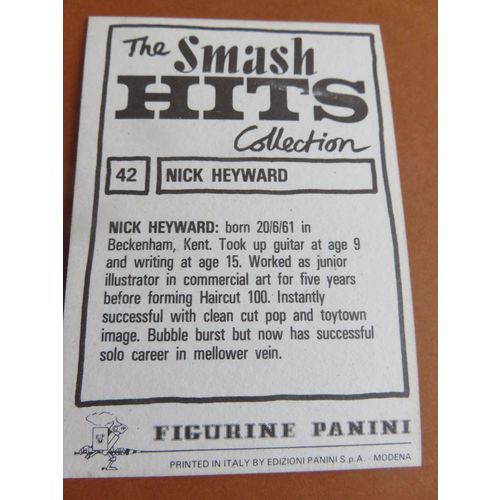 The Smash
HITS
Collection
42 NICK HEYWARD
NICK HEYWARD: born 20/6/61 in
Beckenham, Kent. Took up guitar at age 9
and writing at age 15. Worked as junior
illustrator in commercial art for five years
before forming Haircut 100. Instantly
successful with clean cut pop and toytown
image. Bubble burst but now has successful
solo career in mellower vein.
FIGURINE PANINI
PRINTED IN ITALY BY EDIZIONI PANINI S.p.A. - MODENA